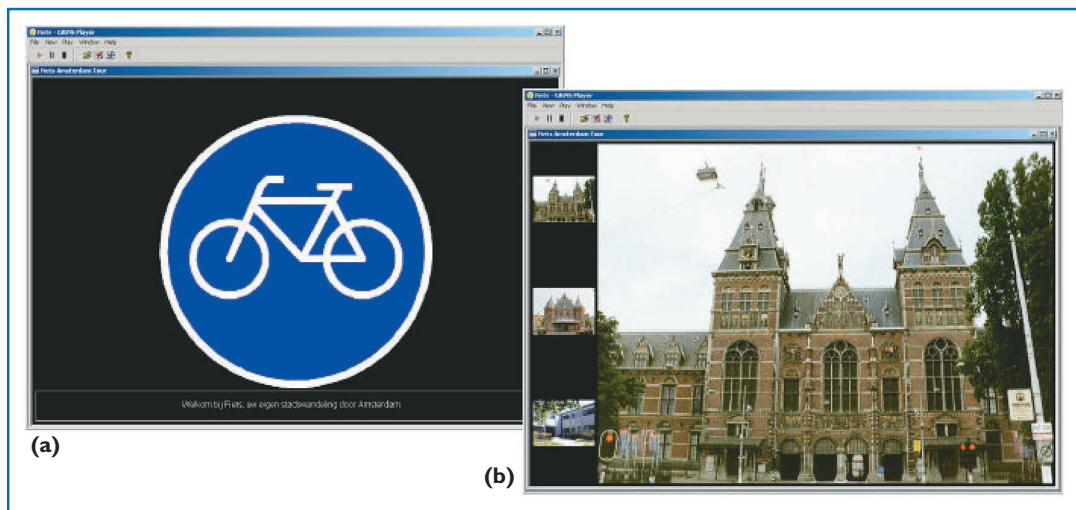 Fiets - GRiNS Player
File View Play Window Help
Fiets Amsterdam Tour
Welkom bij Fiets, uw eigen stadswandeling door Amsterdam
(a)
Fiets - GRiNS Player
File View Play Window Help
Fiets Amsterdam Tour
(b)